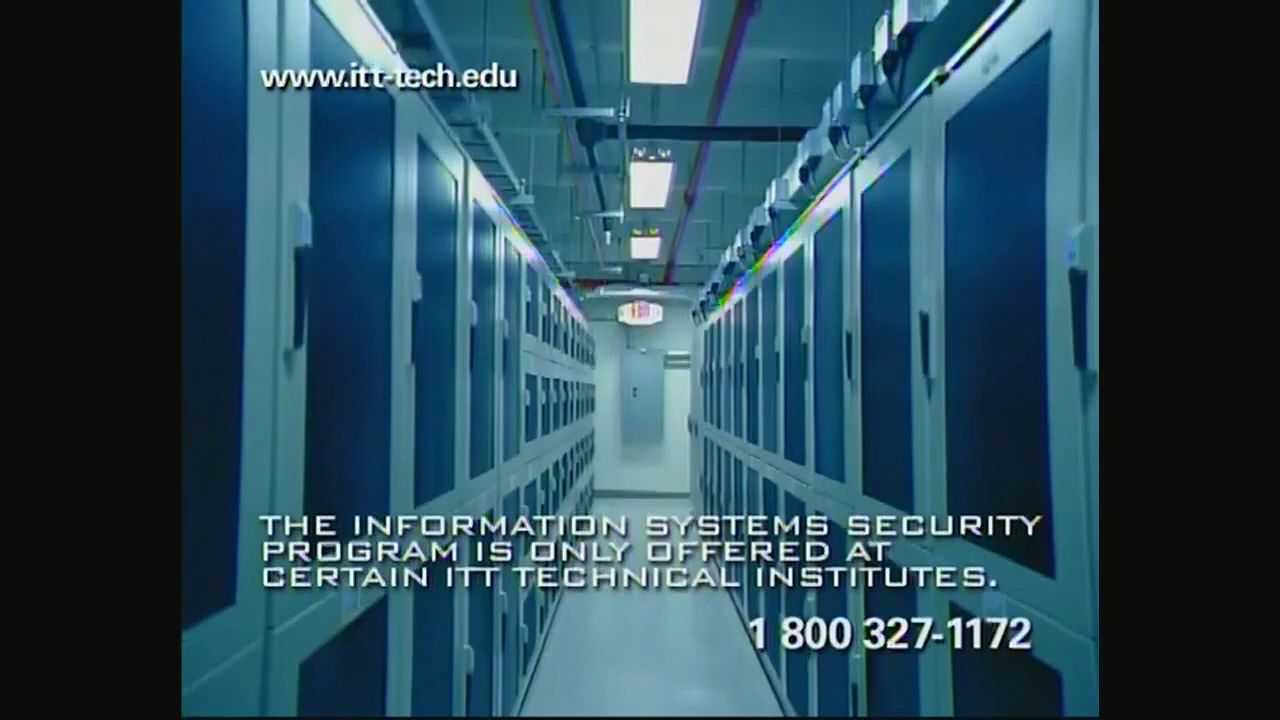 www.itt-tech.edu
THE INFORMATION SYSTEMS SECURITY
PROGRAM IS ONLY OFFERED AT
CERTAIN ITT TECHNICAL INSTITUTES.
1 800 327-1172